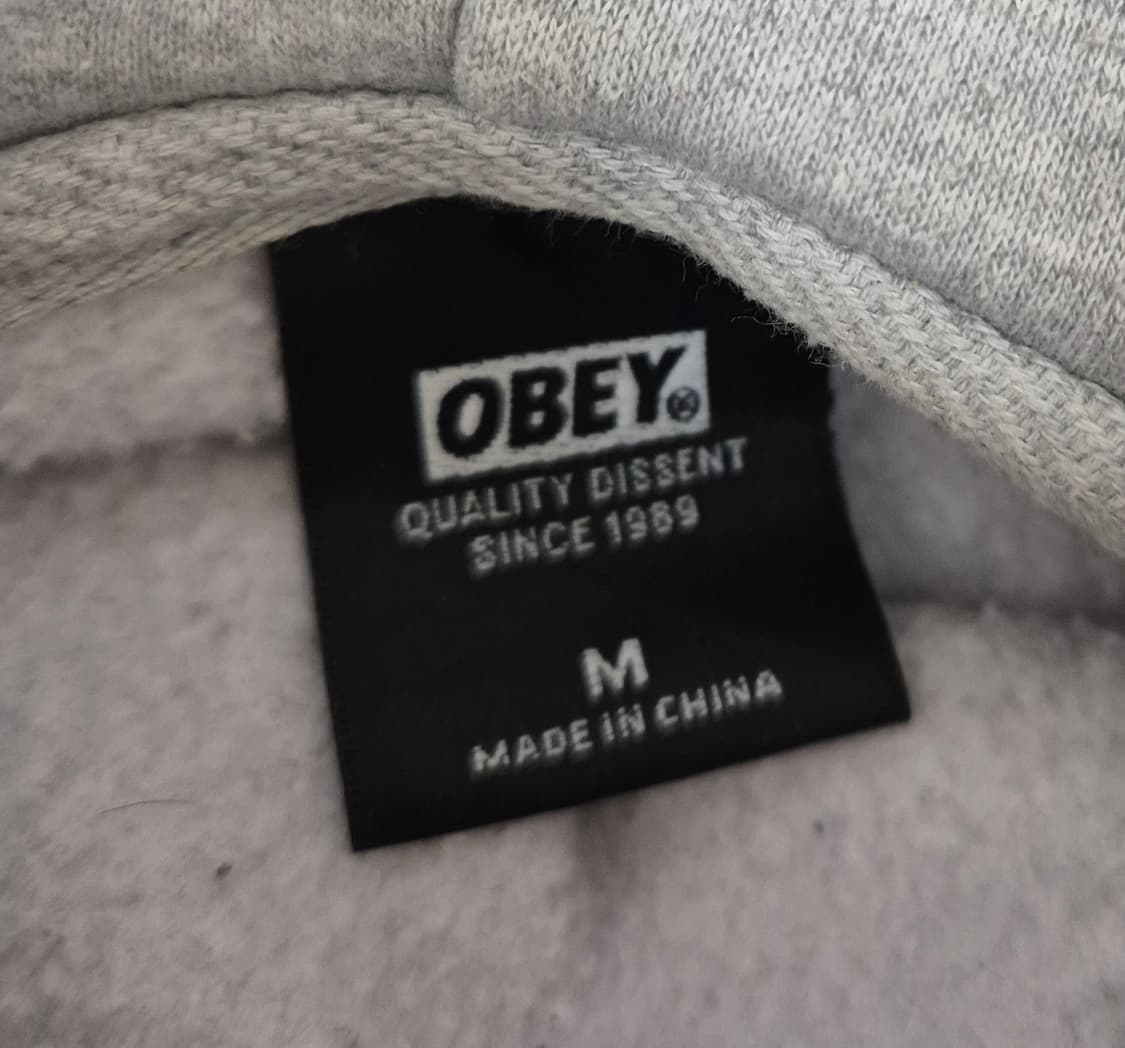 OBEY®
QUALITY DISSENT
SINCE 1989
M
MADE IN CHINA